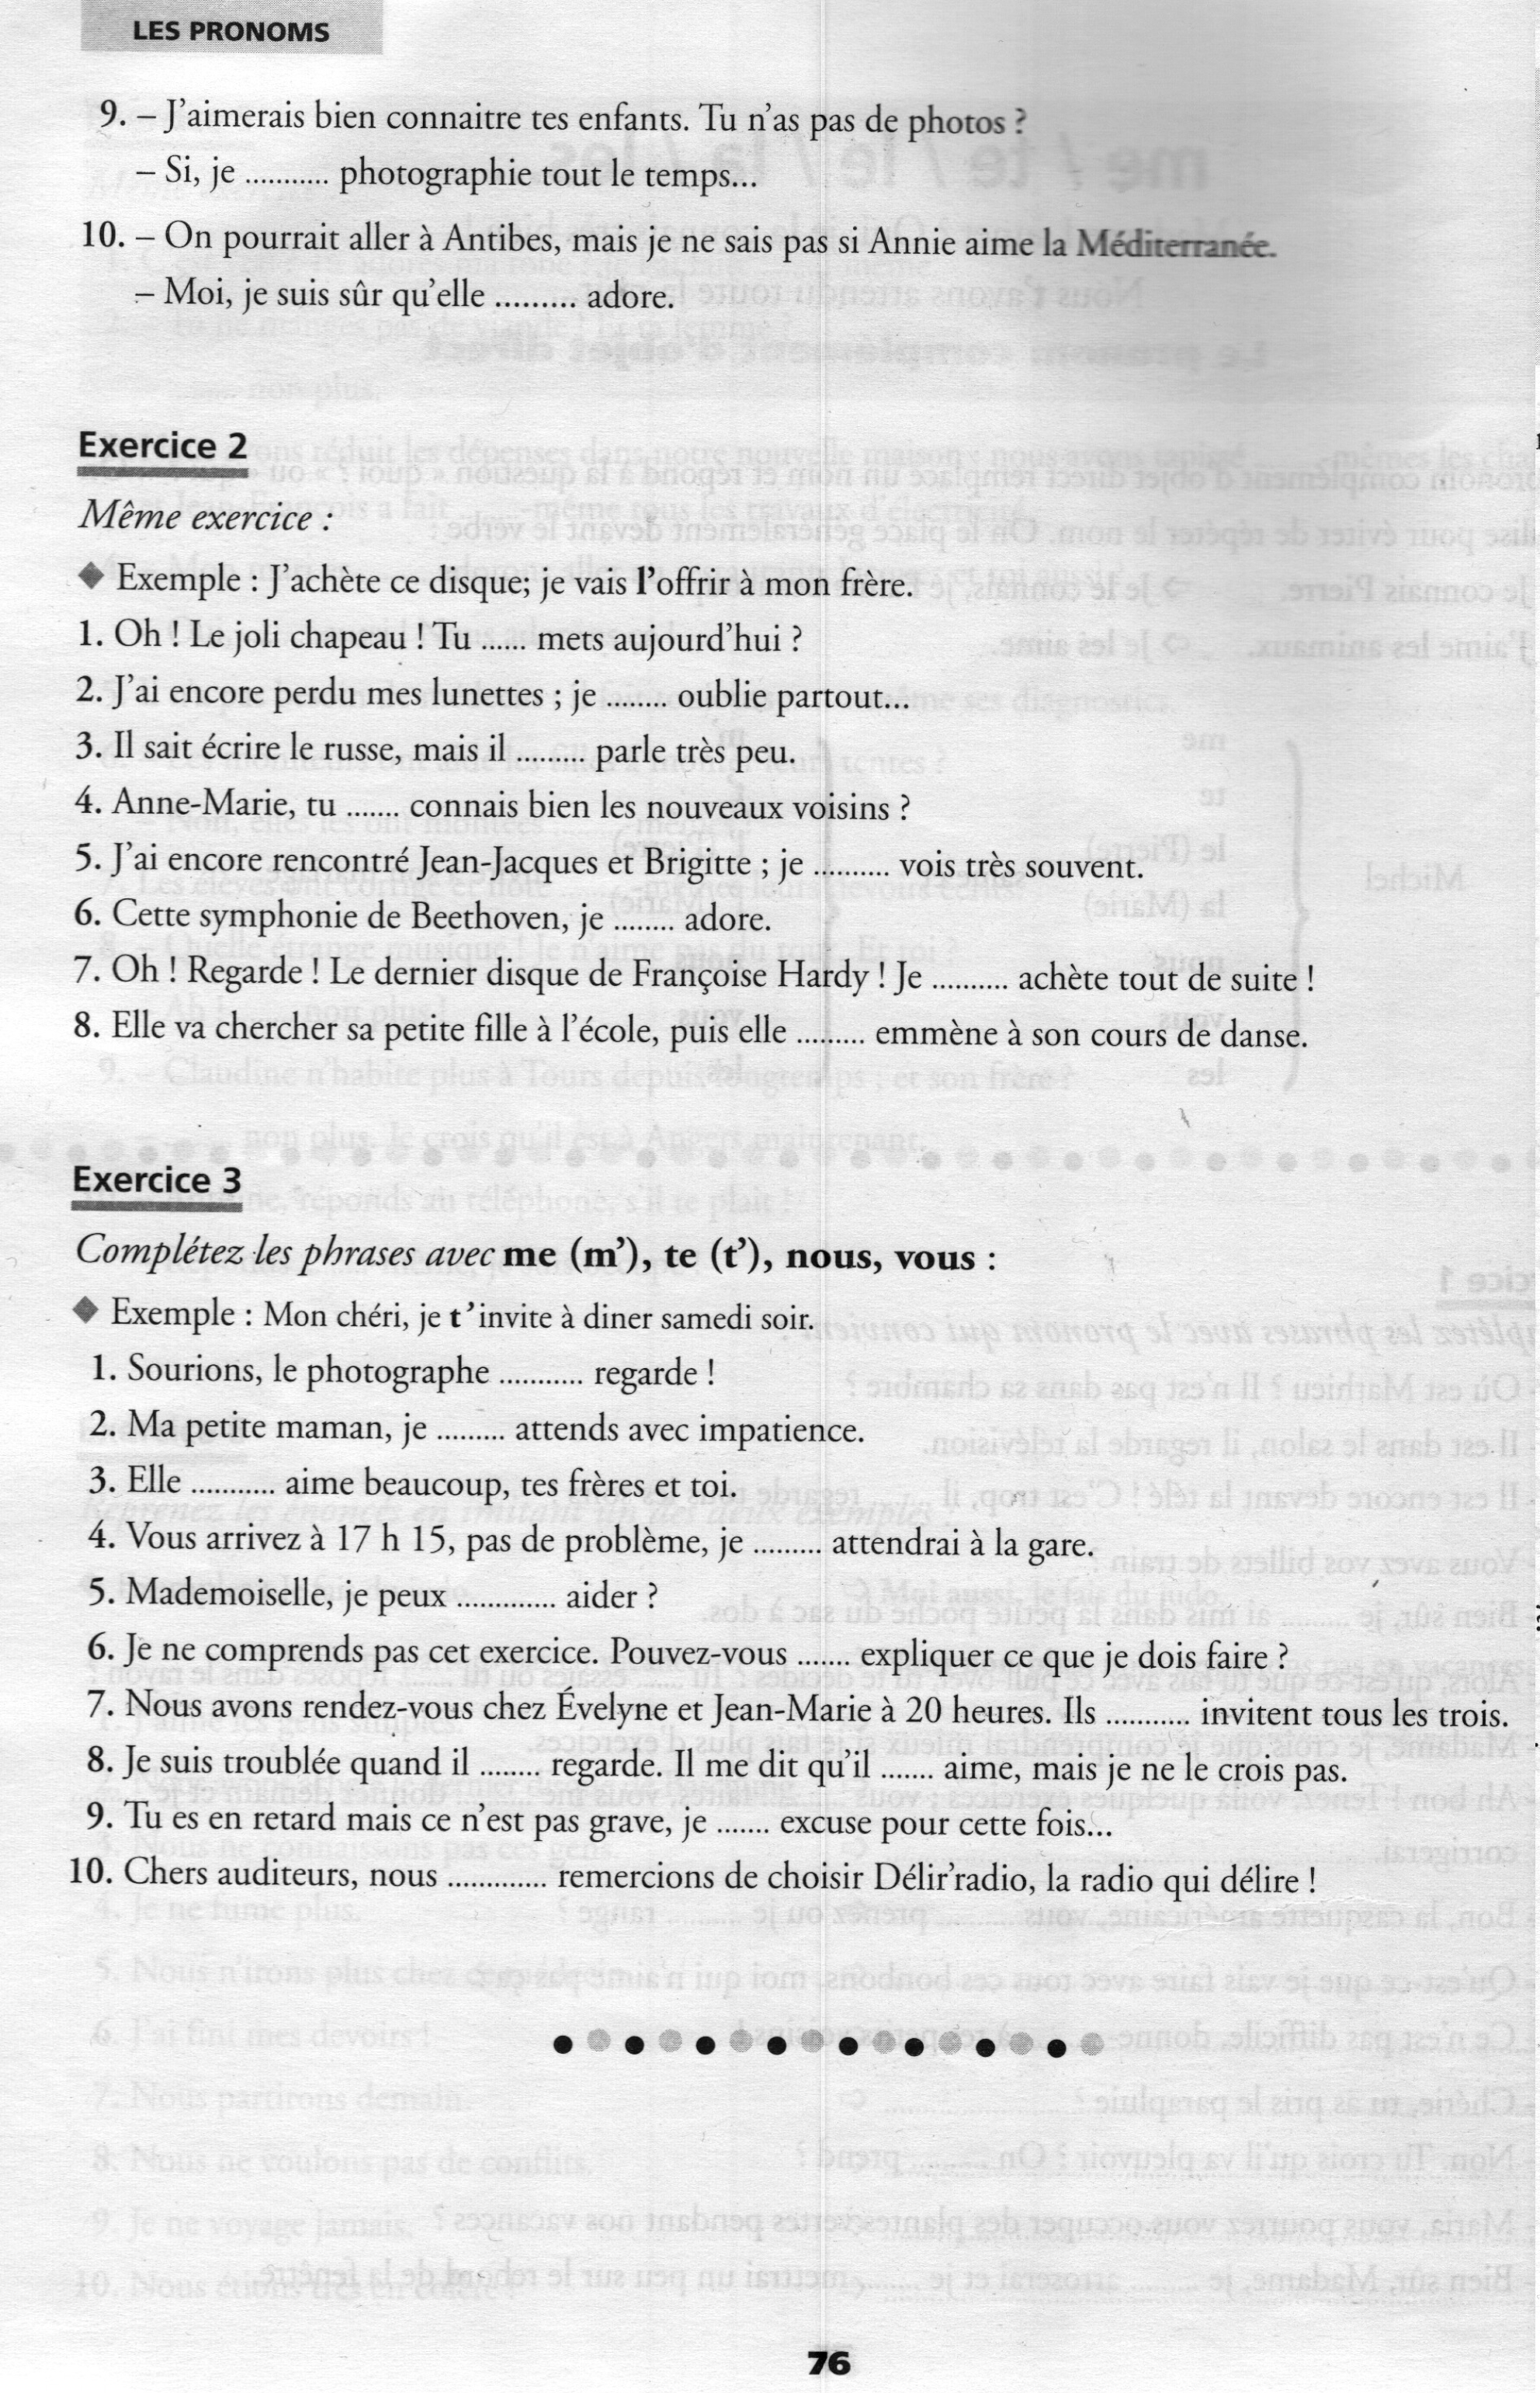 LES PRONOMS
9. – J'aimerais bien connaitre tes enfants. Tu n'as pas de photos ?
– Si, je ........... photographie tout le temps...
10. – On pourrait aller à Antibes, mais je ne sais pas si Annie aime la Méditerranée.
– Moi, je suis sûr qu'elle ......... adore.
Exercice 2
Même exercice :
◆ Exemple : J'achète ce disque; je vais l'offrir à mon frère.
1. Oh ! Le joli chapeau ! Tu ...... mets aujourd'hui ?
2. J'ai encore perdu mes lunettes ; je ........ oublie partout...
3. Il sait écrire le russe, mais il ......... parle très peu.
4. Anne-Marie, tu ....... connais bien les nouveaux voisins ?
5. J'ai encore rencontré Jean-Jacques et Brigitte ; je .......... vois très souvent.
6. Cette symphonie de Beethoven, je ........ adore.
7. Oh ! Regarde ! Le dernier disque de Françoise Hardy ! Je .......... achète tout de suite !
8. Elle va chercher sa petite fille à l'école, puis elle ......... emmène à son cours de danse.
Exercice 3
Complétez les phrases avec me (m'), te (t'), nous, vous :
◆ Exemple : Mon chéri, je t'invite à diner samedi soir.
1. Sourions, le photographe ........... regarde !
2. Ma petite maman, je ......... attends avec impatience.
3. Elle ........... aime beaucoup, tes frères et toi.
4. Vous arrivez à 17 h 15, pas de problème, je ......... attendrai à la gare.
5. Mademoiselle, je peux ............. aider ?
6. Je ne comprends pas cet exercice. Pouvez-vous ....... expliquer ce que je dois faire ?
7. Nous avons rendez-vous chez Évelyne et Jean-Marie à 20 heures. Ils ........... invitent tous les trois.
8. Je suis troublée quand il ........ regarde. Il me dit qu'il ....... aime, mais je ne le crois pas.
9. Tu es en retard mais ce n'est pas grave, je ....... excuse pour cette fois...
10. Chers auditeurs, nous ............. remercions de choisir Délir'radio, la radio qui délire !
76